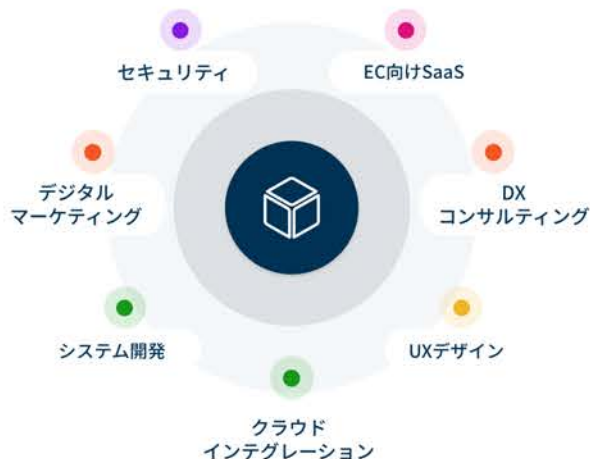 セキュリティ
EC向けSaaS
デジタル
マーケティング
DX
コンサルティング
システム開発
UXデザイン
クラウド
インテグレーション